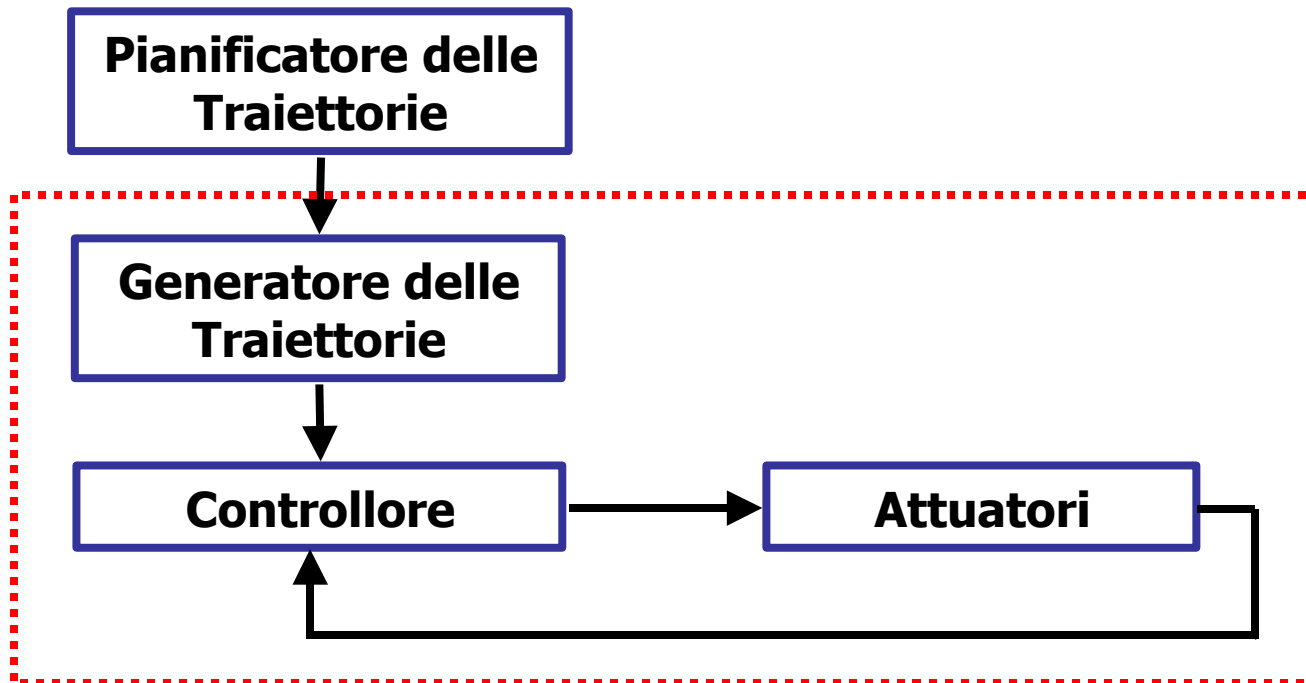 Pianificatore delle
Traiettorie
Generatore delle
Traiettorie
Controllore
Attuatori